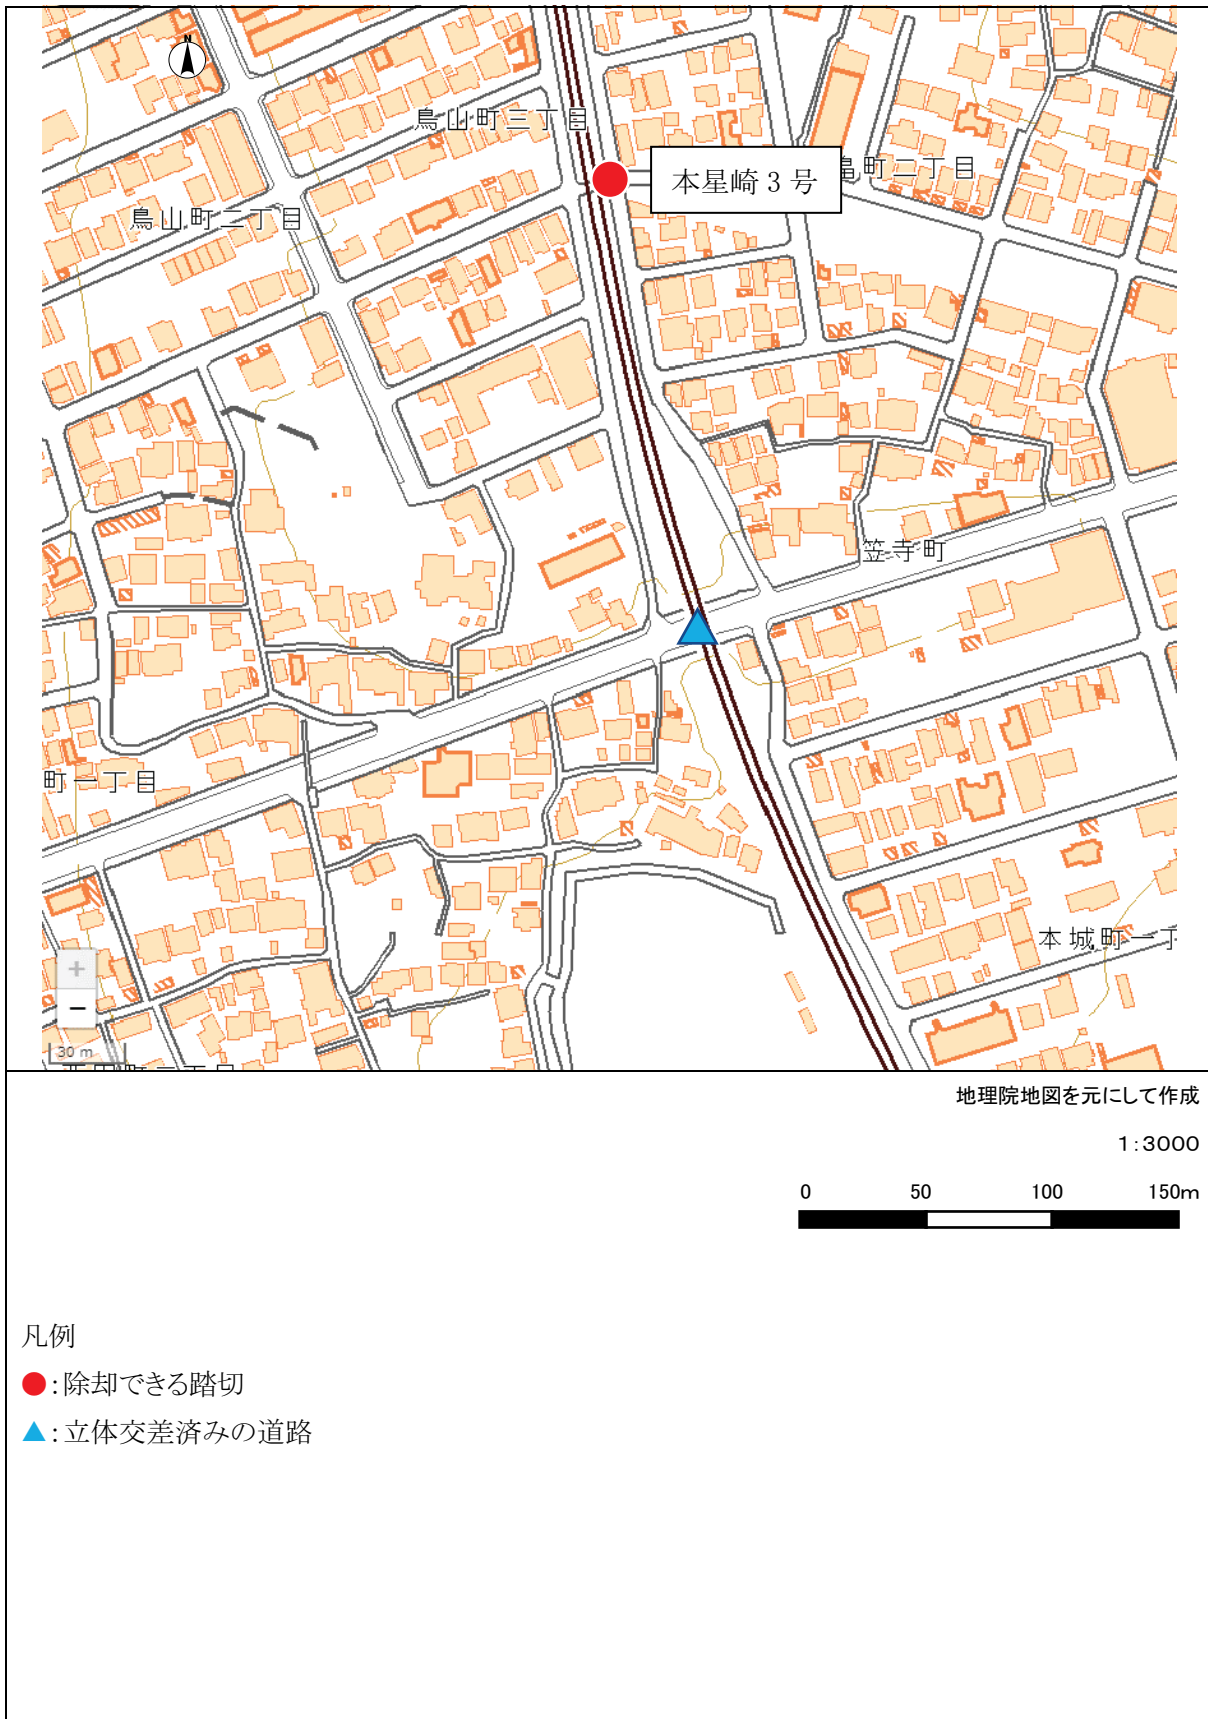 N
鳥山町三丁目
本星崎3号
畠町二丁目
鳥山町二丁目
笠寺町
町一丁目
本城町一丁
+
−
30 m
地理院地図を元にして作成
1:3000
0 50 100 150m
凡例
●:除却できる踏切
▲:立体交差済みの道路